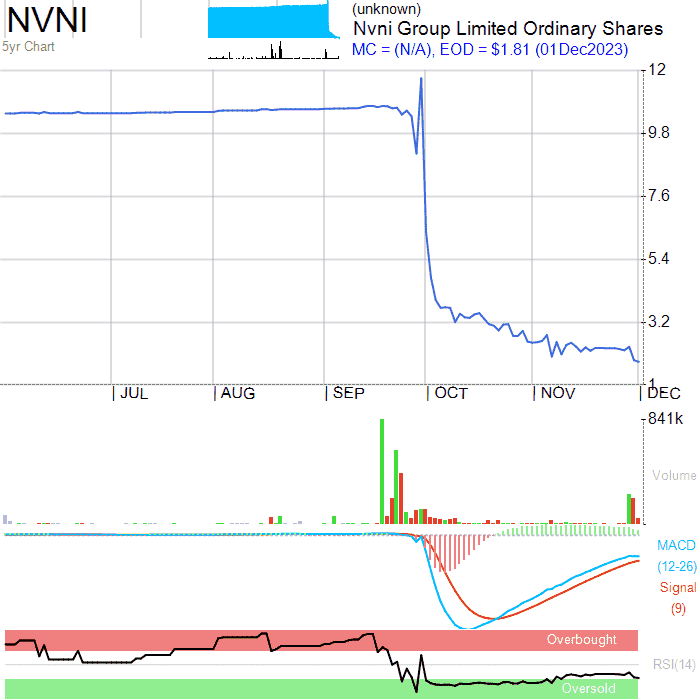 NVNI
5yr Chart
(unknown)
Nvni Group Limited Ordinary Shares
MC = (N/A), EOD = $1.81 (01Dec2023)
12
9.8
7.6
5.4
3.2
1
JUL AUG SEP OCT NOV DEC
841k
Volume
MACD
(12-26)
Signal
(9)
Overbought
RSI(14)
Oversold